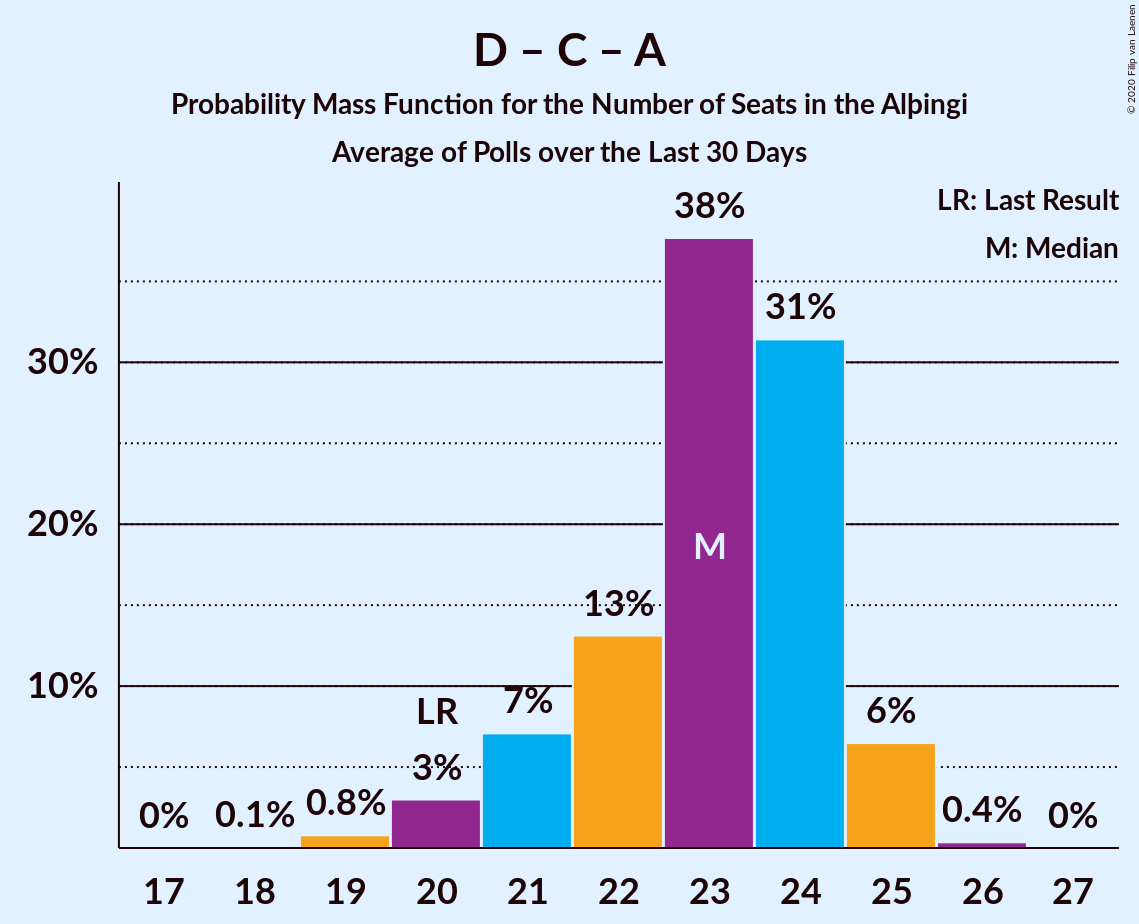 D – C – A
Probability Mass Function for the Number of Seats in the Alþingi
Average of Polls over the Last 30 Days
© 2020 Filip van Laenen
LR: Last Result
M: Median
38%
31%
30%
M
20%
13%
10%
7%
LR
6%
3%
0.8%
0.4%
0%
0.1%
0%
17 18 19 20 21 22 23 24 25 26 27